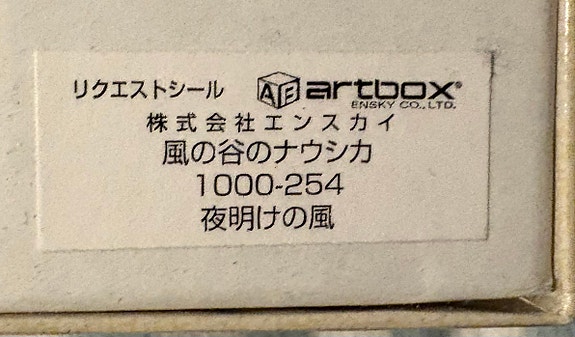 リクエストシール AB artbox®
ENSKY CO.,LTD.
株式会社エンスカイ
風の谷のナウシカ
1000-254
夜明けの風